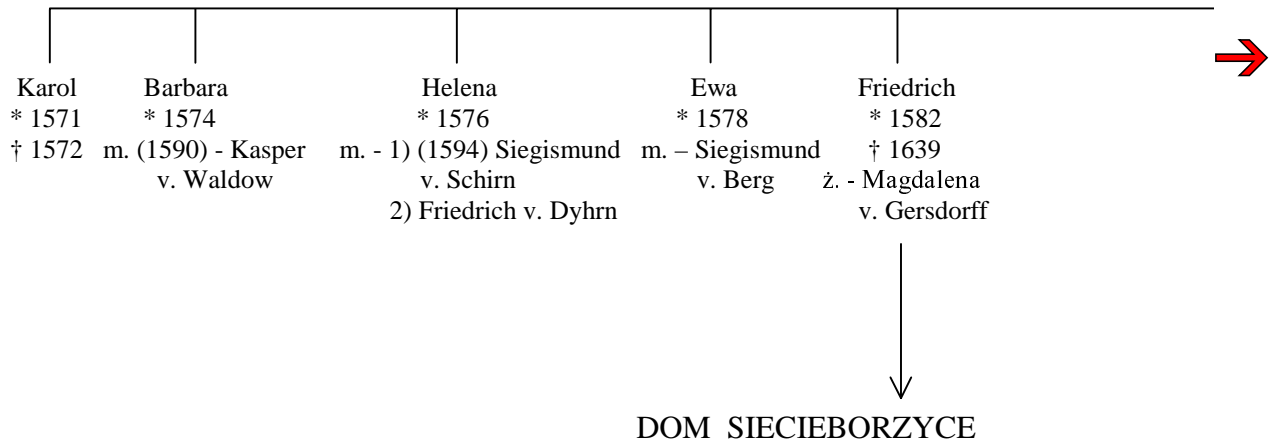 Karol
* 1571
† 1572
Barbara
* 1574
m. (1590) - Kasper
v. Waldow
Helena
* 1576
m. - 1) (1594) Siegismund
v. Schirn
2) Friedrich v. Dyhrn
Ewa
* 1578
m. – Siegismund
v. Berg
Friedrich
* 1582
† 1639
ż. - Magdalena
v. Gersdorff
DOM SIECIEBORZYCE